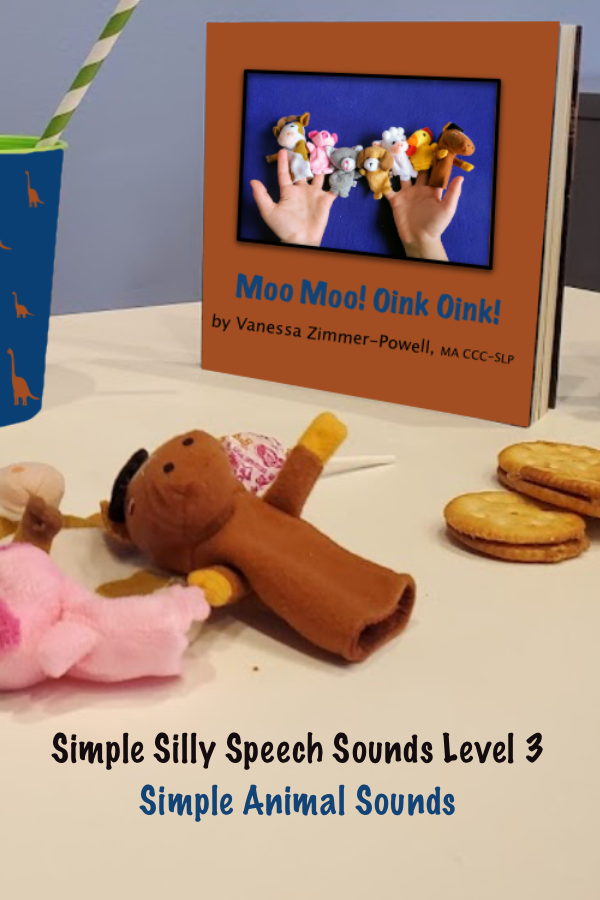 Moo Moo! Oink Oink!
by Vanessa Zimmer-Powell, MA CCC-SLP
Simple Silly Speech Sounds Level 3
Simple Animal Sounds